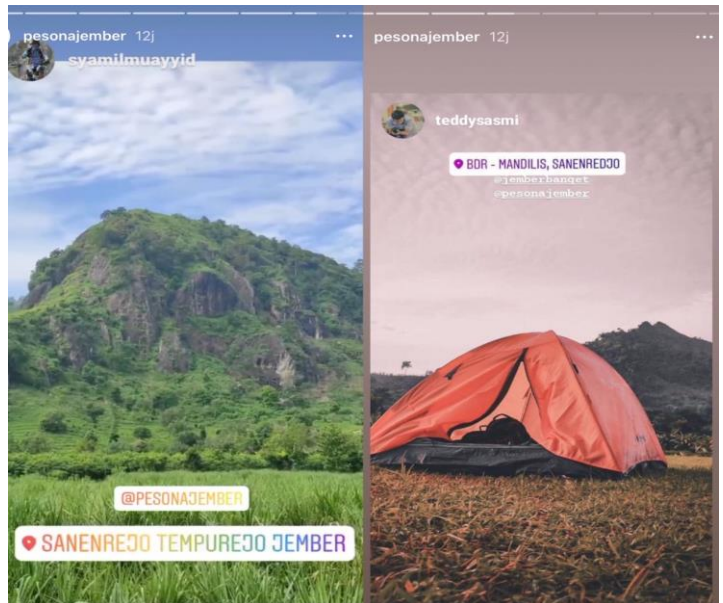 pesonajember 12j
syamilmuayyid
@PESONAJEMBER
SANENREJO TEMPUREJO JEMBER
pesonajember 12j
teddysasmi
BDR - MANDILIS, SANENREJO
@jemberbanget
@pesonajember